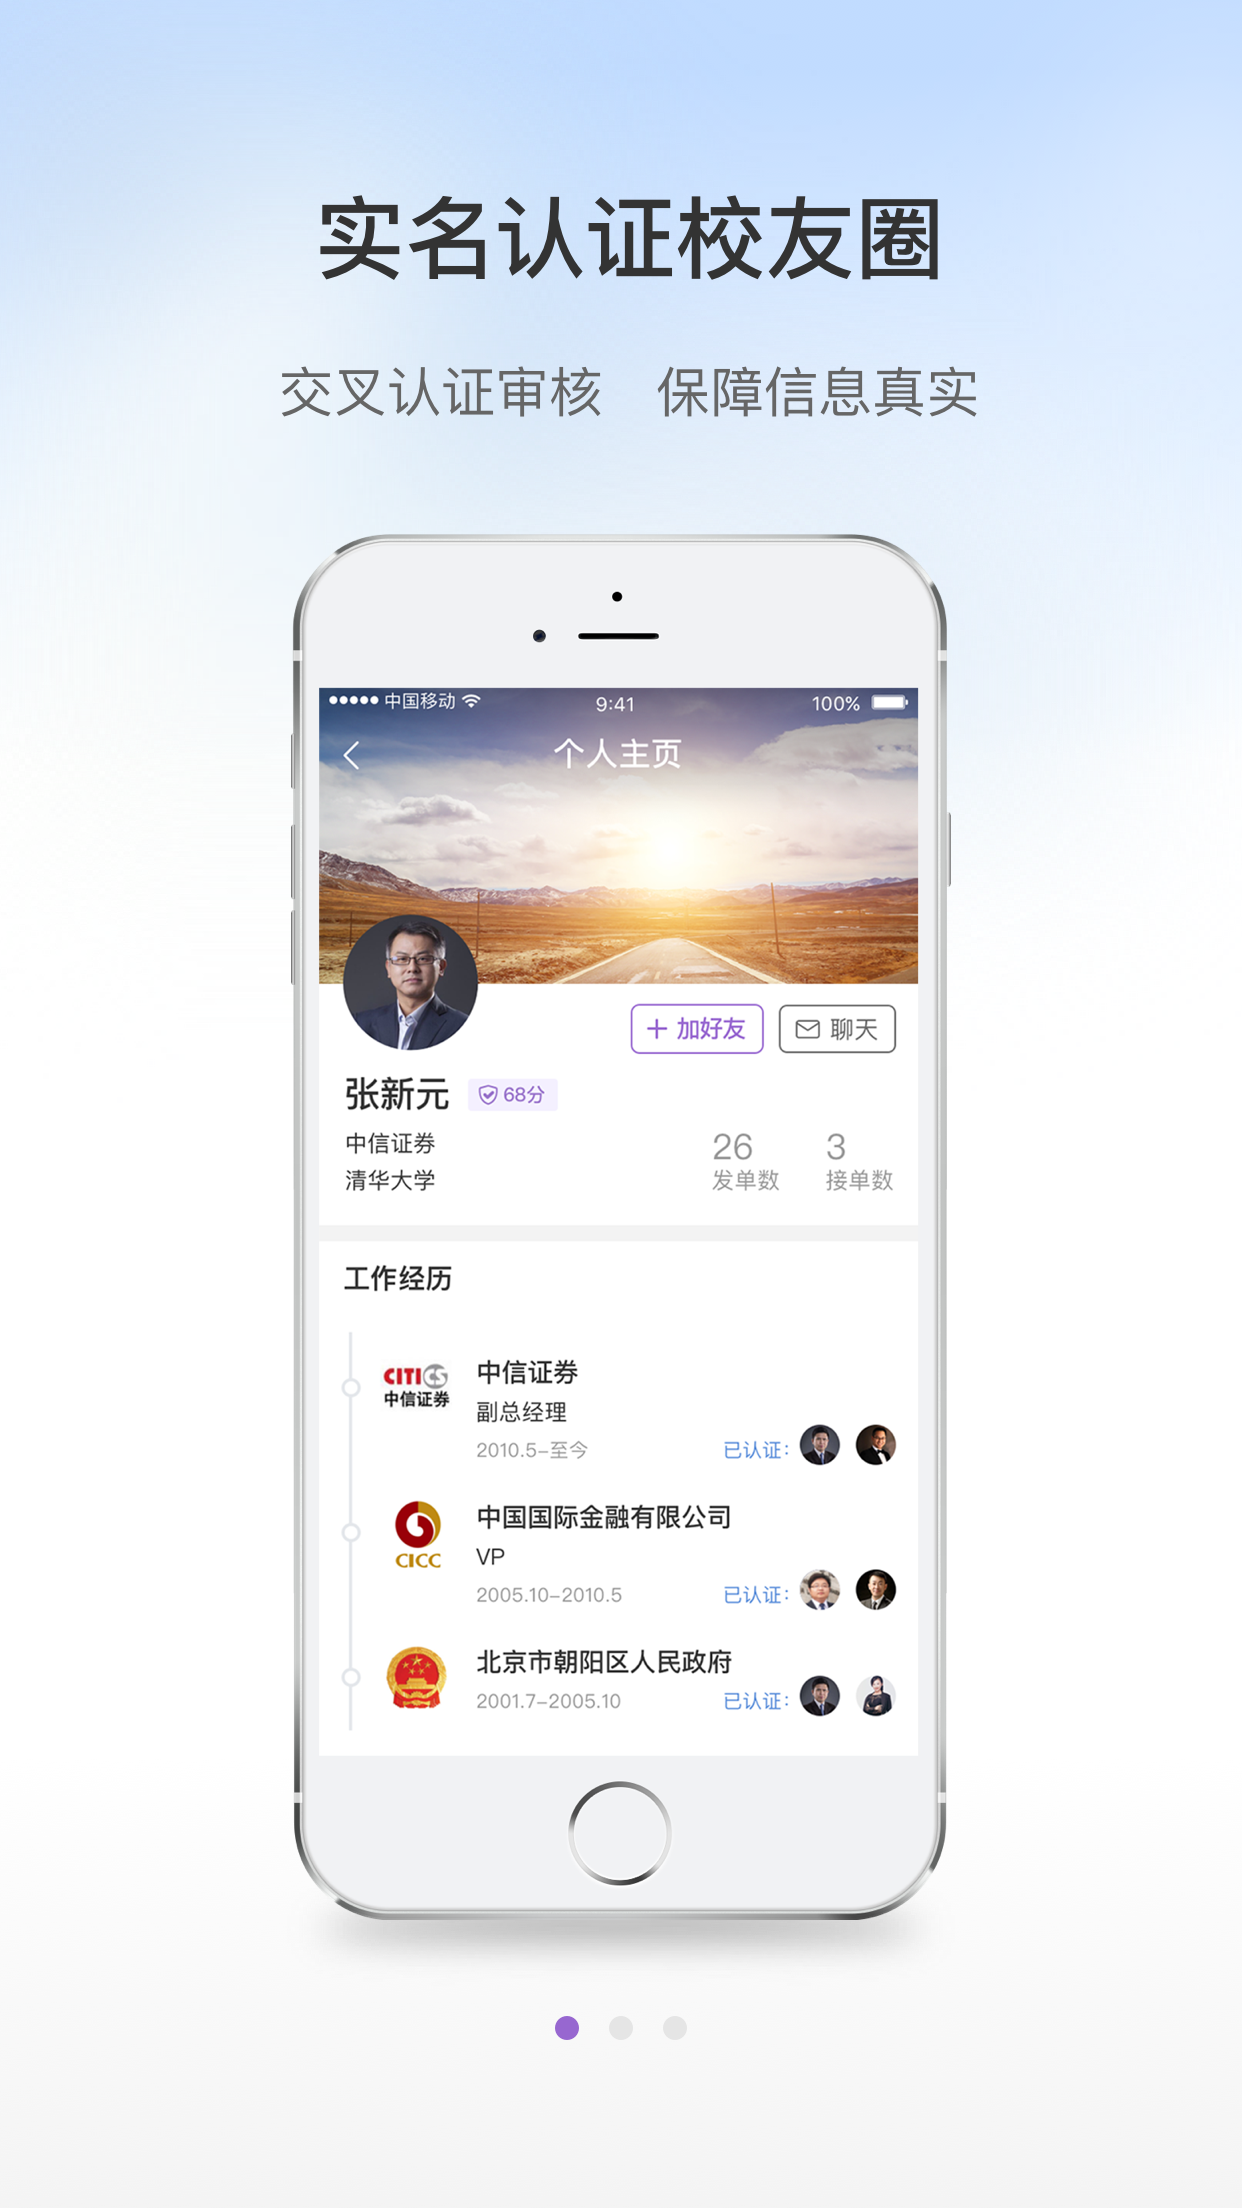 实名认证校友圈
交叉认证审核 保障信息真实
中国移动 9:41 100%
个人主页
加好友 聊天
张新元 68分
中信证券
清华大学
26 3
发单数 接单数
工作经历
CITICS
中信证券
中信证券
副总经理
2010.5-至今 已认证:
CICC
中国国际金融有限公司
VP
2005.10-2010.5 已认证:
北京市朝阳区人民政府
2001.7-2005.10 已认证: